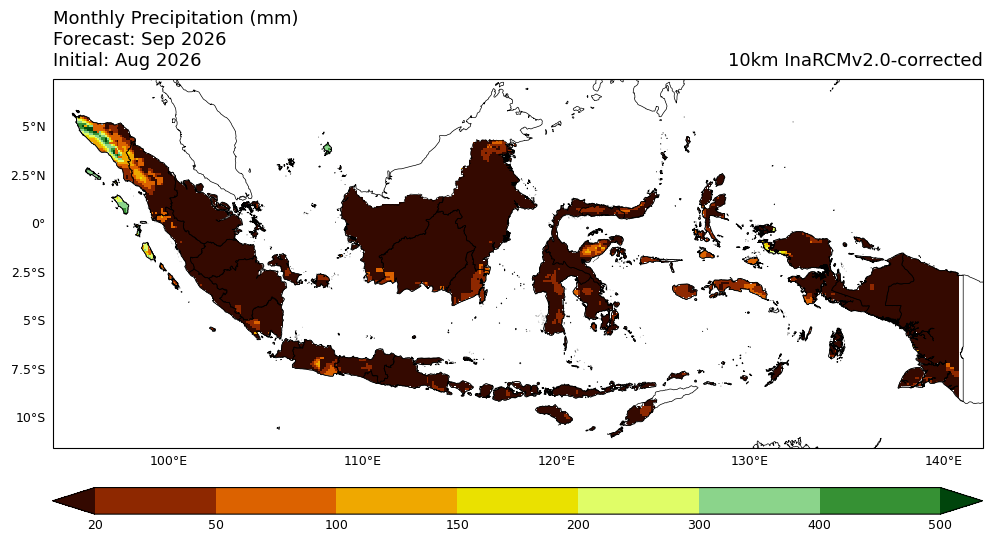 Monthly Precipitation (mm)
Forecast: Sep 2026
Initial: Aug 2026
10km InaRCMv2.0-corrected
5°N
2.5°N
0°
2.5°S
5°S
7.5°S
10°S
100°E 110°E 120°E 130°E 140°E
20 50 100 150 200 300 400 500